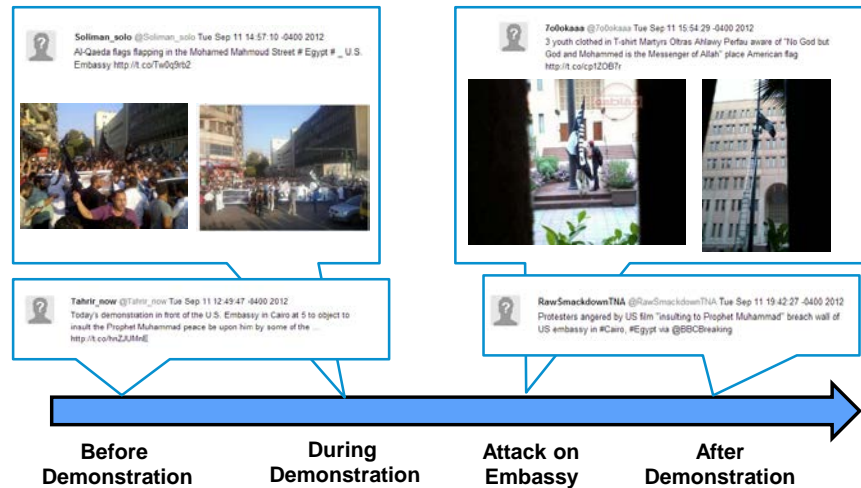 Soliman_solo @Soliman_solo Tue Sep 11 14:57:10 -0400 2012
Al-Qaeda flags flapping in the Mohamed Mahmoud Street # Egypt # _ U.S.
Embassy http://t.co/Tw0q9rb2
7o0okaaa @7o0okaaa Tue Sep 11 15:54:29 -0400 2012
3 youth clothed in T-shirt Martyrs Oltras Ahlawy Perfau aware of "No God but
God and Mohammed is the Messenger of Allah" place American flag
http://t.co/cp1ZOB7r
Tahrir_now @Tahrir_now Tue Sep 11 12:49:47 -0400 2012
Today's demonstration in front of the U.S. Embassy in Cairo at 5 to object to
insult the Prophet Muhammad peace be upon him by some of the ...
http://t.co/hnZJUMnE
RawSmackdownTNA @RawSmackdownTNA Tue Sep 11 19:42:27 -0400 2012
Protesters angered by US film "insulting to Prophet Muhammad" breach wall of
US embassy in #Cairo, #Egypt via @BBCBreaking
Before
Demonstration
During
Demonstration
Attack on
Embassy
After
Demonstration